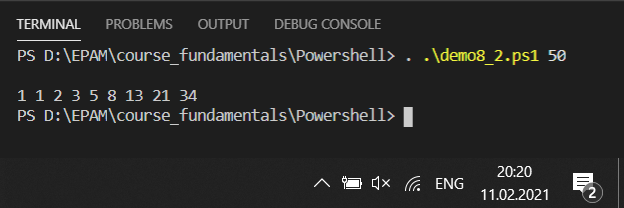 TERMINAL PROBLEMS OUTPUT DEBUG CONSOLE
PS D:\EPAM\course_fundamentals\Powershell> . .\demo8_2.ps1 50
1 1 2 3 5 8 13 21 34
PS D:\EPAM\course_fundamentals\Powershell>
ENG
20:20
11.02.2021
2